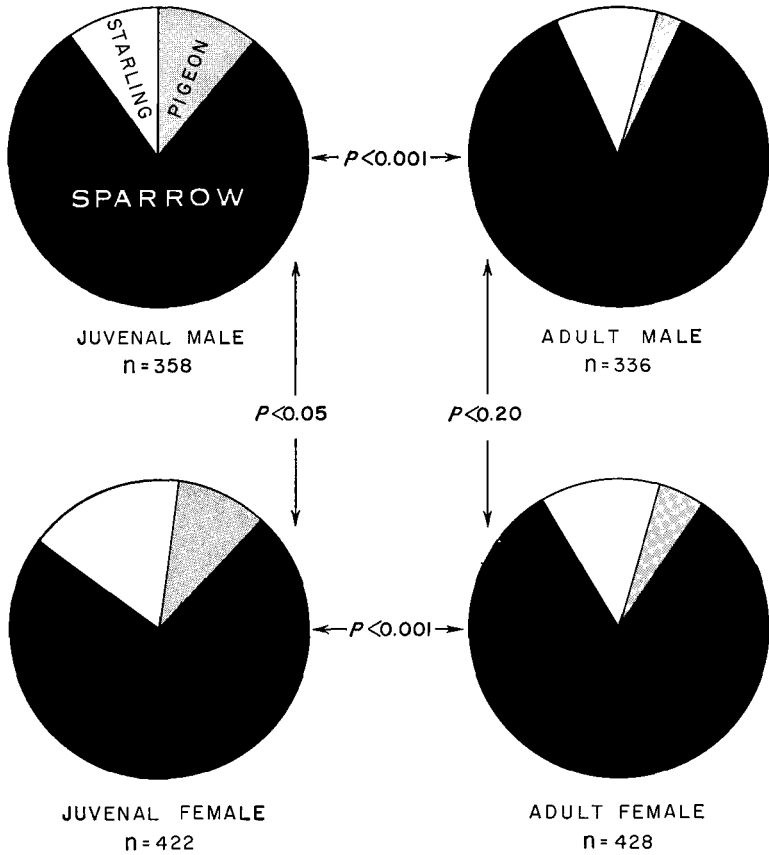 STARLING
PIGEON
SPARROW
P<0.001
JUVENAL MALE
n=358
ADULT MALE
n=336
P<0.05
P<0.20
P<0.001
JUVENAL FEMALE
n=422
ADULT FEMALE
n=428